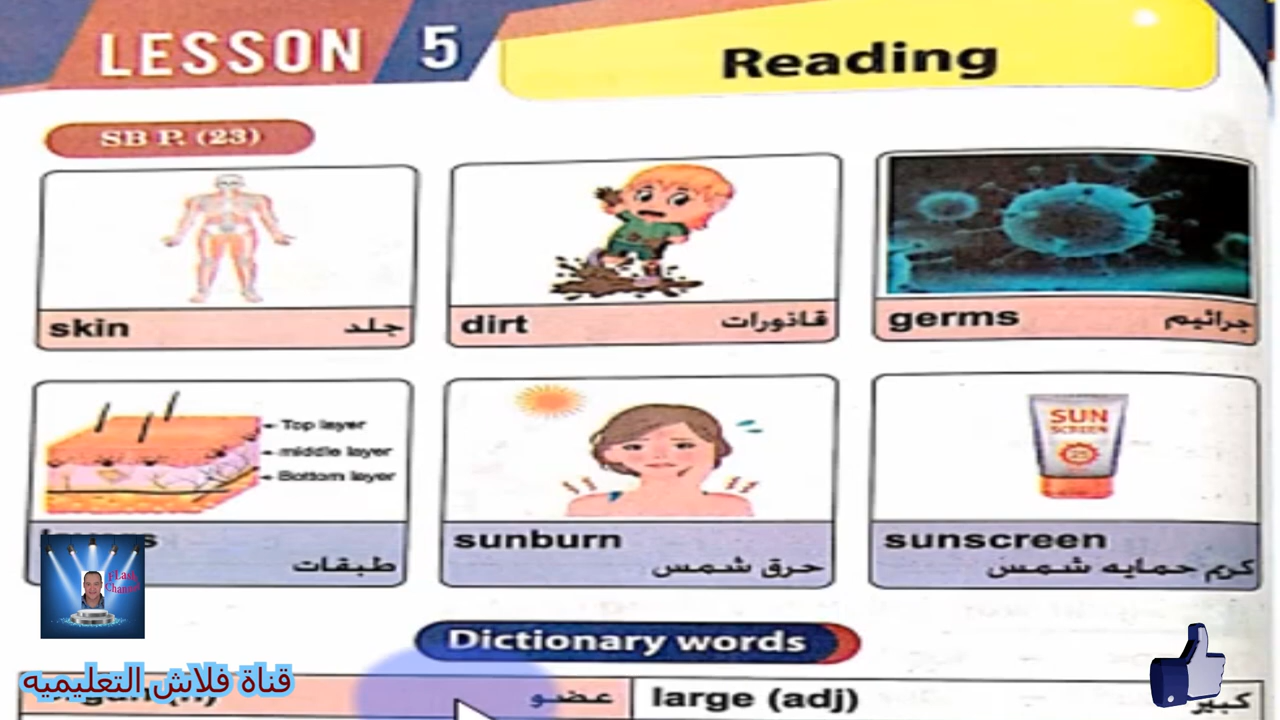 LESSON 5
Reading
SB P. (23)
skin جلد
dirt قاذورات
germs جراثيم
Top layer
middle layer
Bottom layer
SUN
SCREEN
طبقات
sunburn
حرق شمس
sunscreen
كرم حمايه شمس
Dictionary words
عضو
large (adj) كبير
Channel
قناة فلاش التعليميه